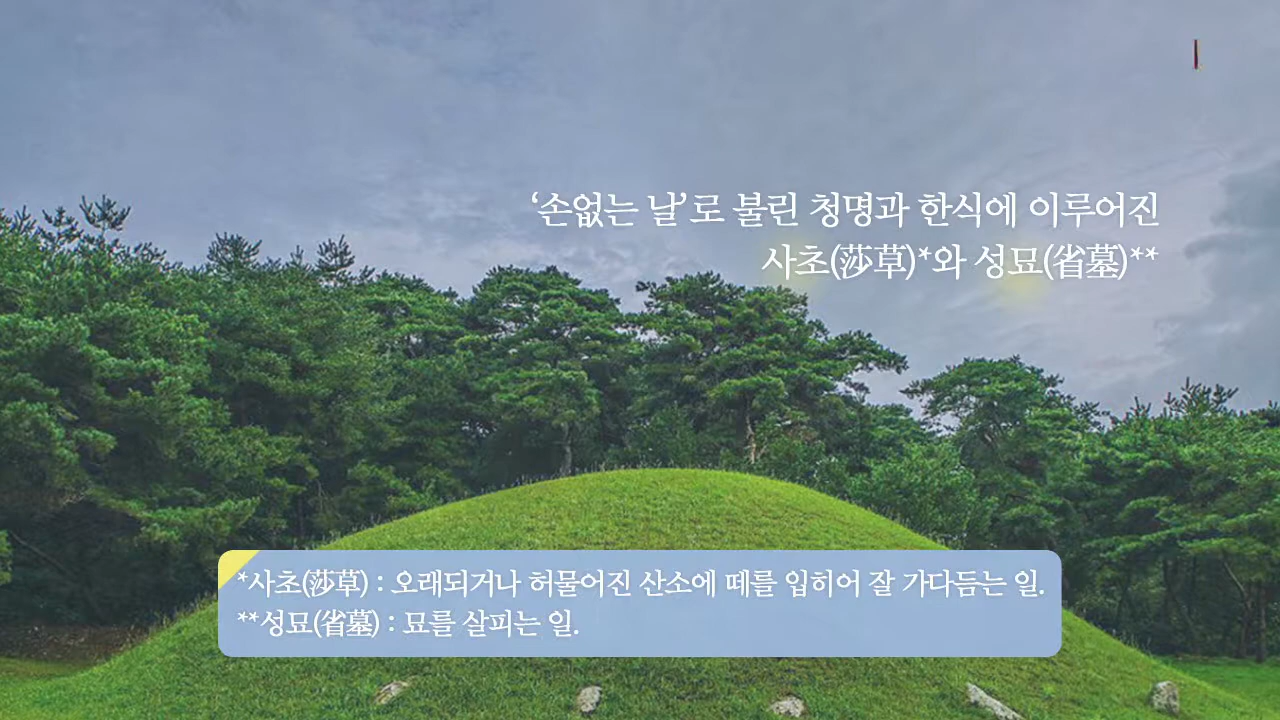 ‘손없는 날’로 불린 청명과 한식에 이루어진
사초(莎草)*와 성묘(省墓)**
*사초(莎草) : 오래되거나 허물어진 산소에 떼를 입히어 잘 가다듬는 일.
**성묘(省墓) : 묘를 살피는 일.